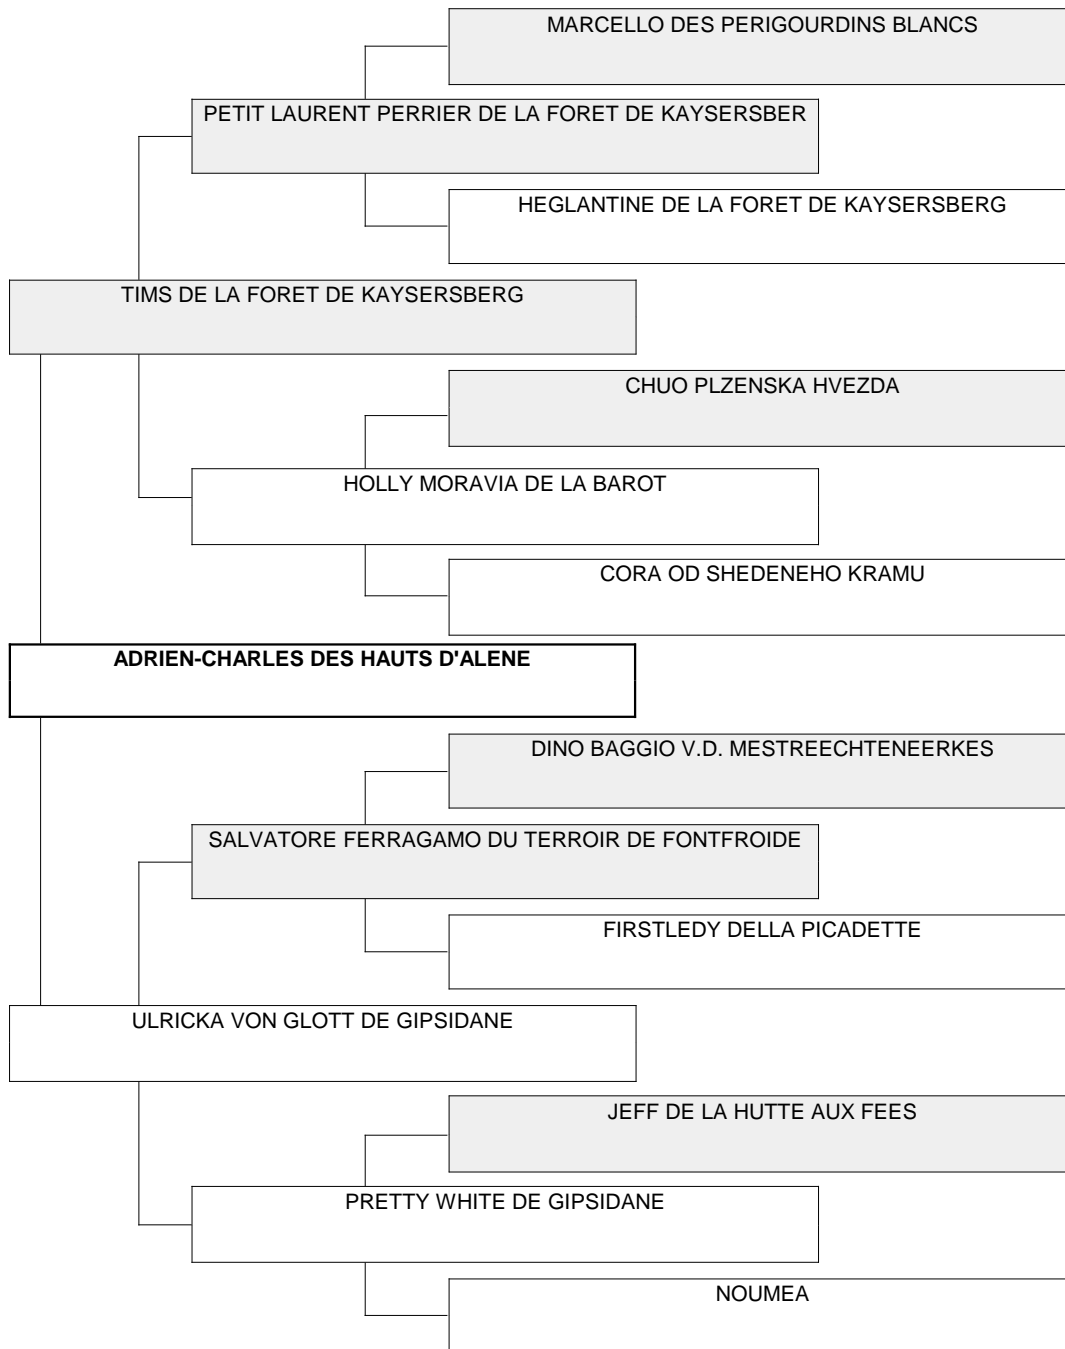 MARCELLO DES PERIGOURDINS BLANCS
PETIT LAURENT PERRIER DE LA FORET DE KAYSERSBER
HEGLANTINE DE LA FORET DE KAYSERSBERG
TIMS DE LA FORET DE KAYSERSBERG
CHUO PLZENSKA HVEZDA
HOLLY MORAVIA DE LA BAROT
CORA OD SHEDENEHO KRAMU
ADRIEN-CHARLES DES HAUTS D'ALENE
DINO BAGGIO V.D. MESTREECHTENEERKES
SALVATORE FERRAGAMO DU TERROIR DE FONTFROIDE
FIRSTLEDY DELLA PICADETTE
ULRICKA VON GLOTT DE GIPSIDANE
JEFF DE LA HUTTE AUX FEES
PRETTY WHITE DE GIPSIDANE
NOUMEA